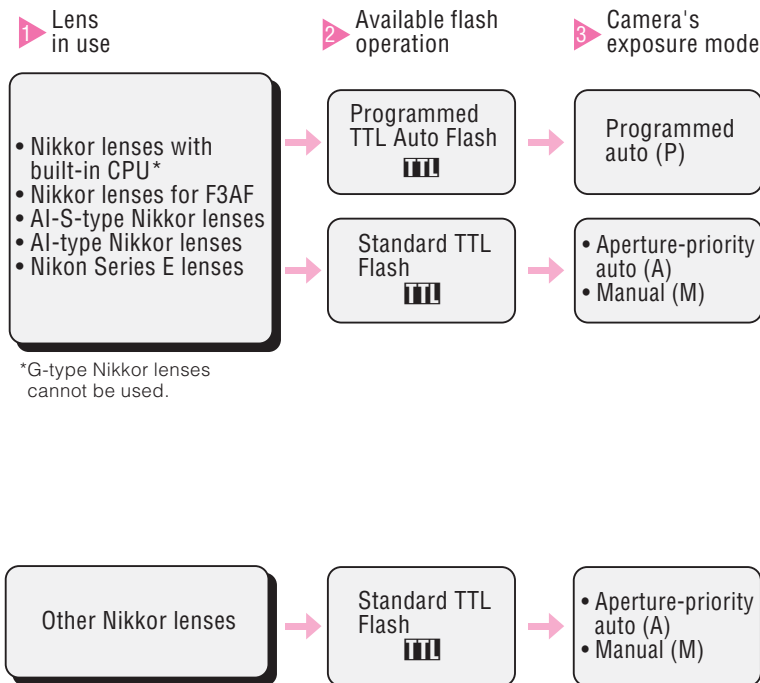 1 Lens
in use
2 Available flash
operation
3 Camera's
exposure mode
• Nikkor lenses with
built-in CPU*
• Nikkor lenses for F3AF
• AI-S-type Nikkor lenses
• AI-type Nikkor lenses
• Nikon Series E lenses
*G-type Nikkor lenses
cannot be used.
Programmed
TTL Auto Flash
TTL
Programmed
auto (P)
Standard TTL
Flash
TTL
• Aperture-priority
auto (A)
• Manual (M)
Other Nikkor lenses
Standard TTL
Flash
TTL
• Aperture-priority
auto (A)
• Manual (M)